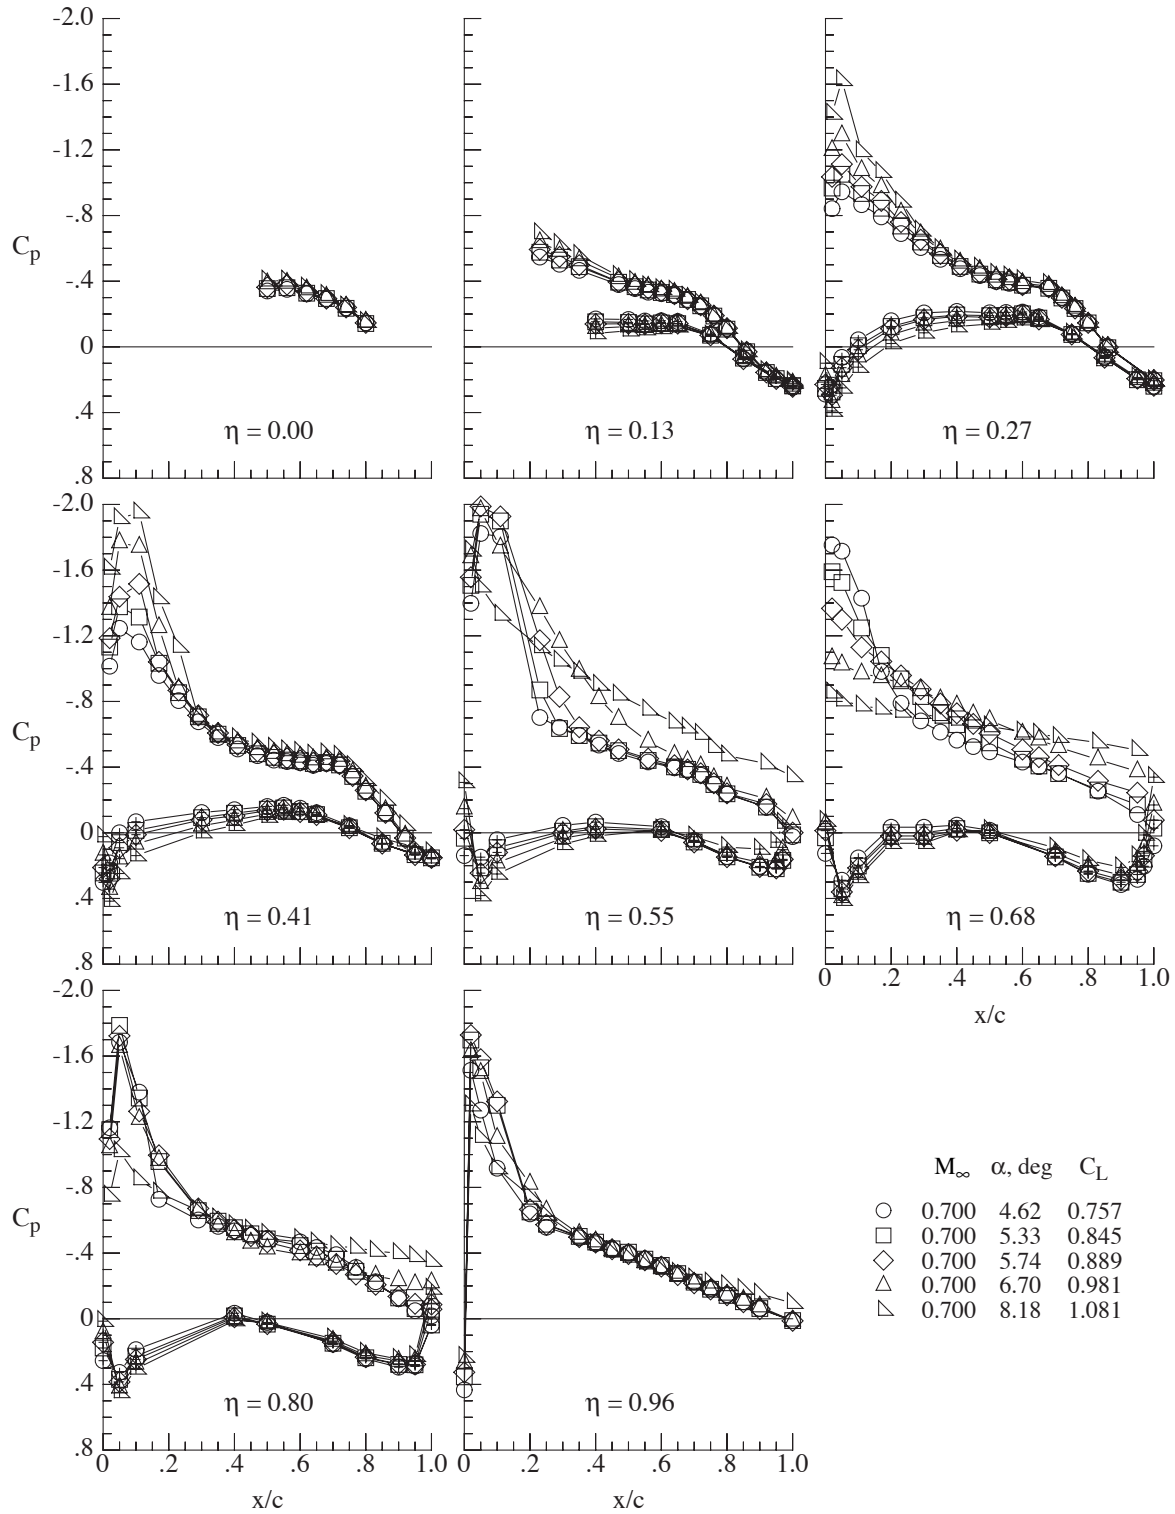 -2.0
-1.6
-1.2
-.8
C_p
-.4
0
.4
.8
η = 0.00
η = 0.13
η = 0.27
-2.0
-1.6
-1.2
-.8
C_p
-.4
0
.4
.8
η = 0.41
η = 0.55
η = 0.68
0 .2 .4 .6 .8 1.0
x/c
-2.0
-1.6
-1.2
-.8
C_p
-.4
0
.4
.8
η = 0.80
η = 0.96
0 .2 .4 .6 .8 1.0
x/c
0 .2 .4 .6 .8 1.0
x/c
M_∞ α, deg C_L
0.700 4.62 0.757
0.700 5.33 0.845
0.700 5.74 0.889
0.700 6.70 0.981
0.700 8.18 1.081